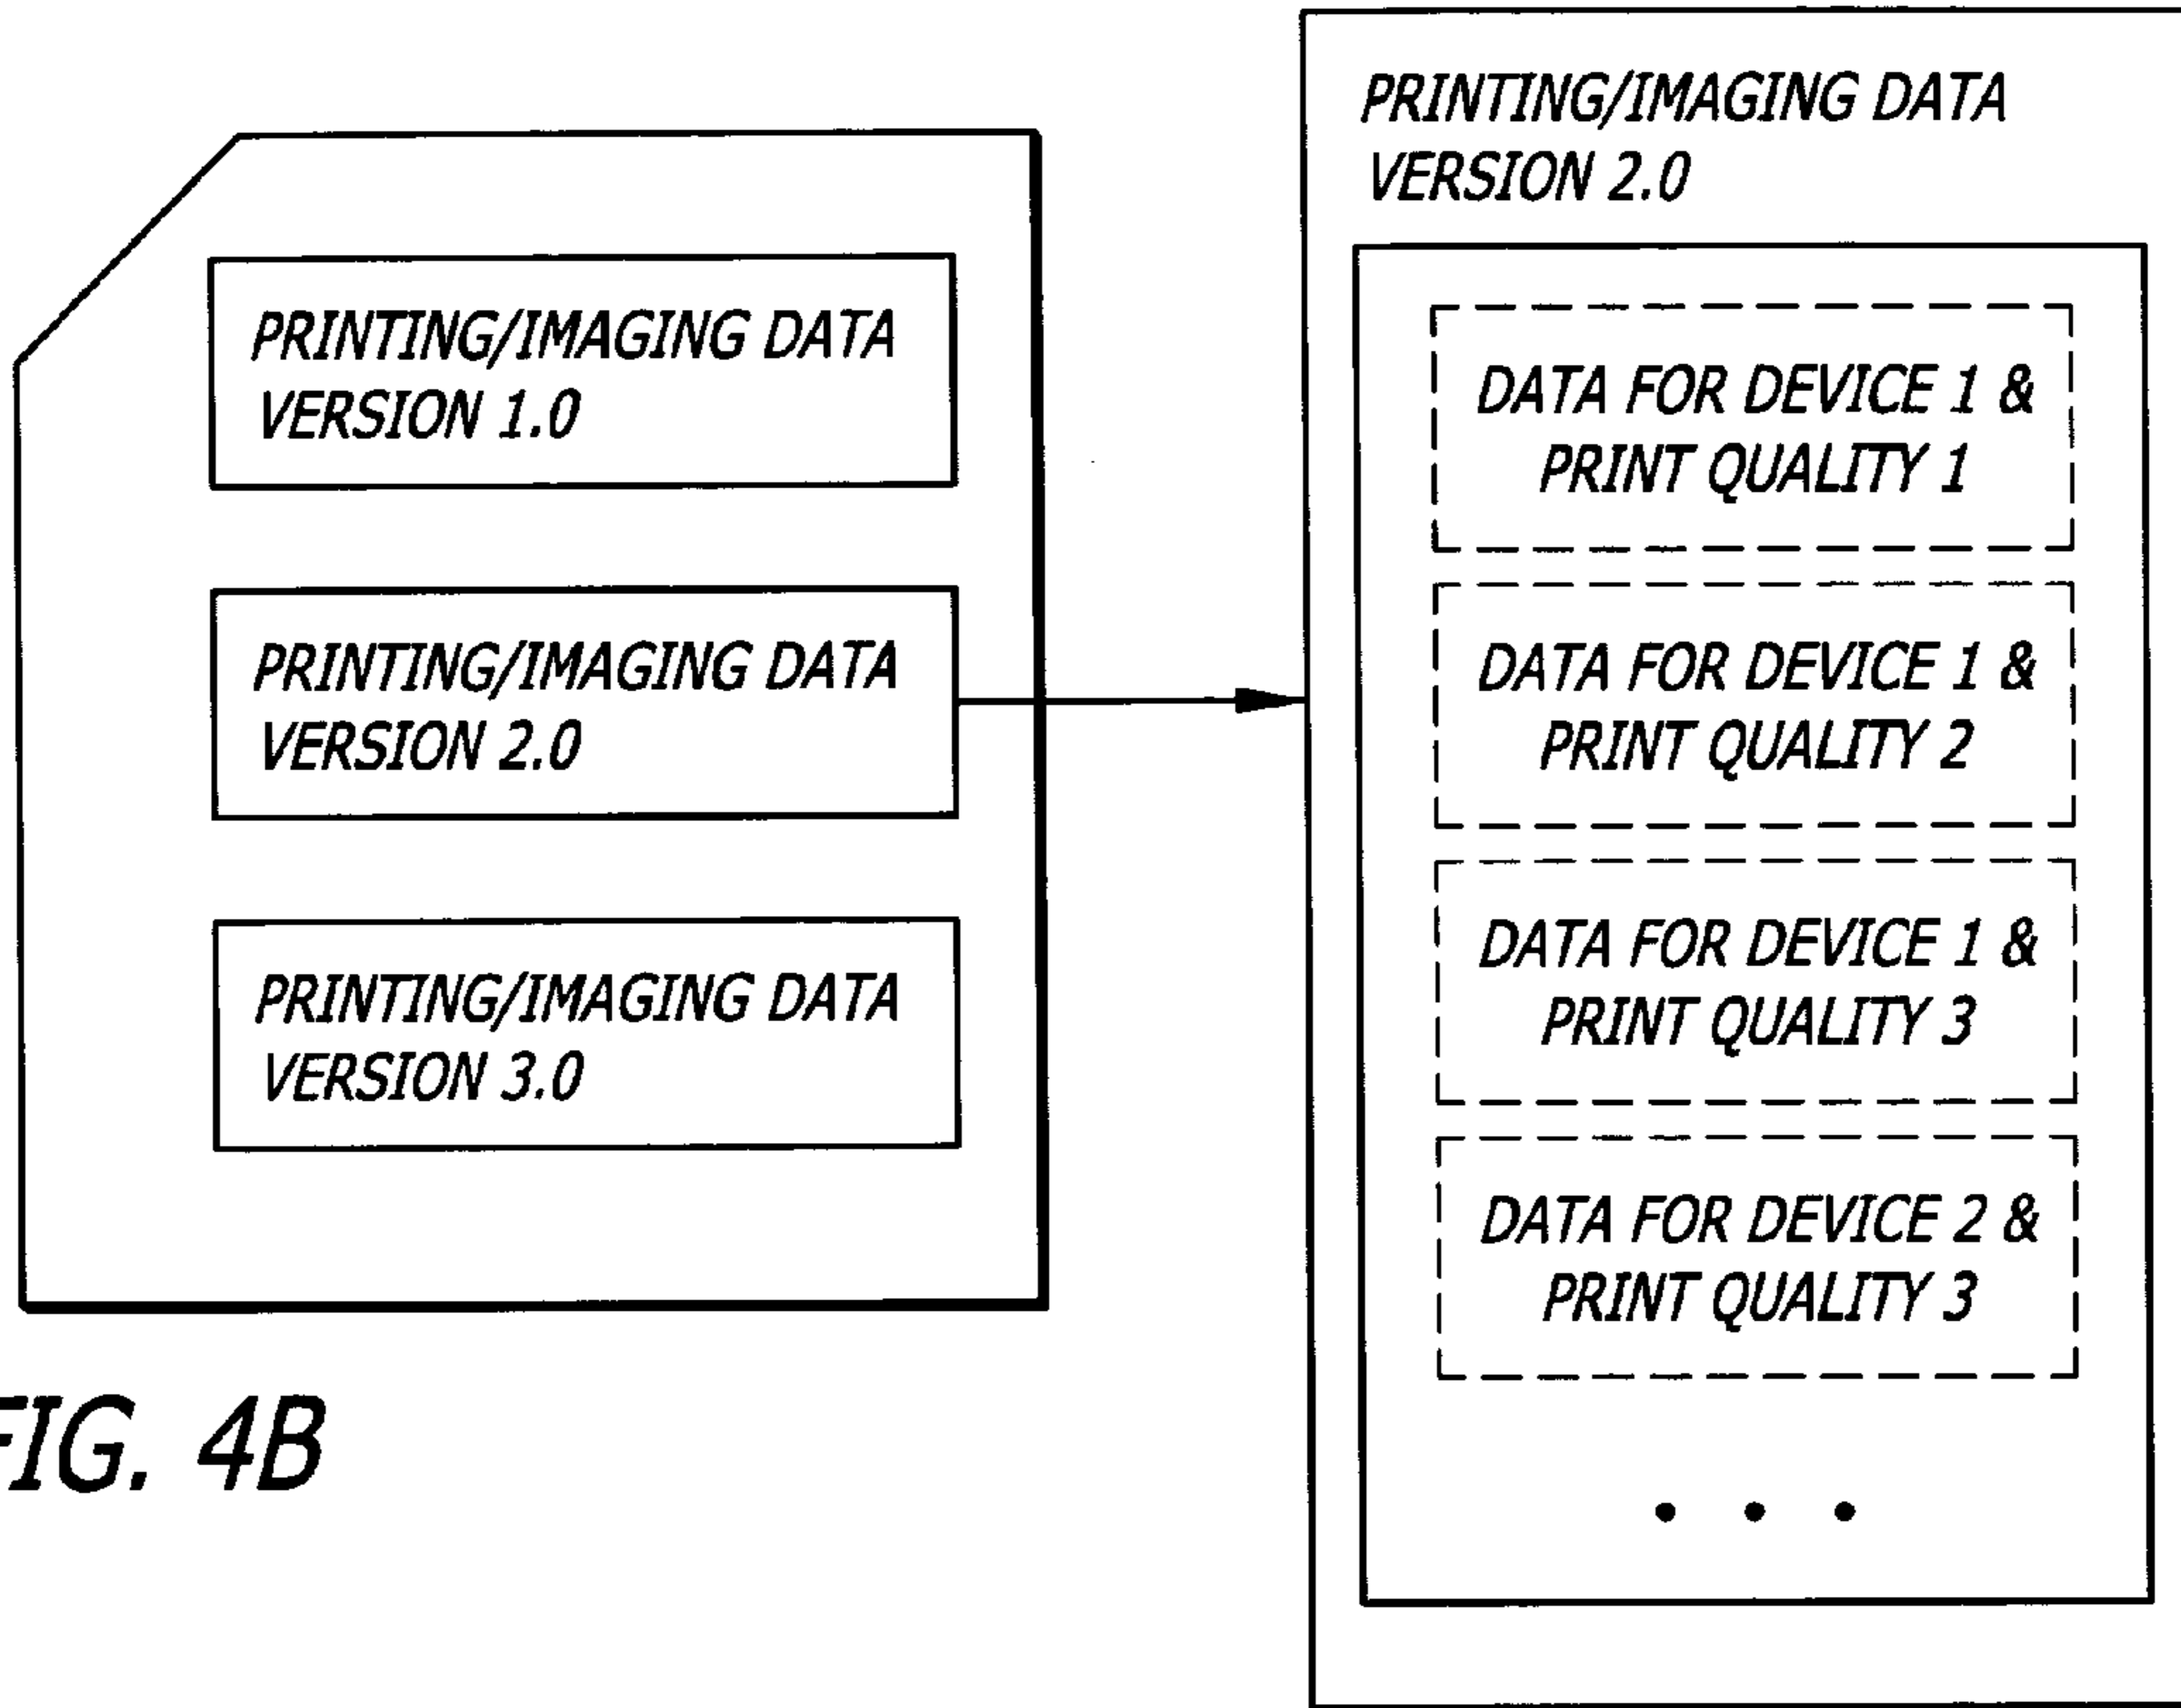 PRINTING/IMAGING DATA
VERSION 1.0
PRINTING/IMAGING DATA
VERSION 2.0
PRINTING/IMAGING DATA
VERSION 3.0
PRINTING/IMAGING DATA
VERSION 2.0
DATA FOR DEVICE 1 &
PRINT QUALITY 1
DATA FOR DEVICE 1 &
PRINT QUALITY 2
DATA FOR DEVICE 1 &
PRINT QUALITY 3
DATA FOR DEVICE 2 &
PRINT QUALITY 3
• • •
FIG. 4B